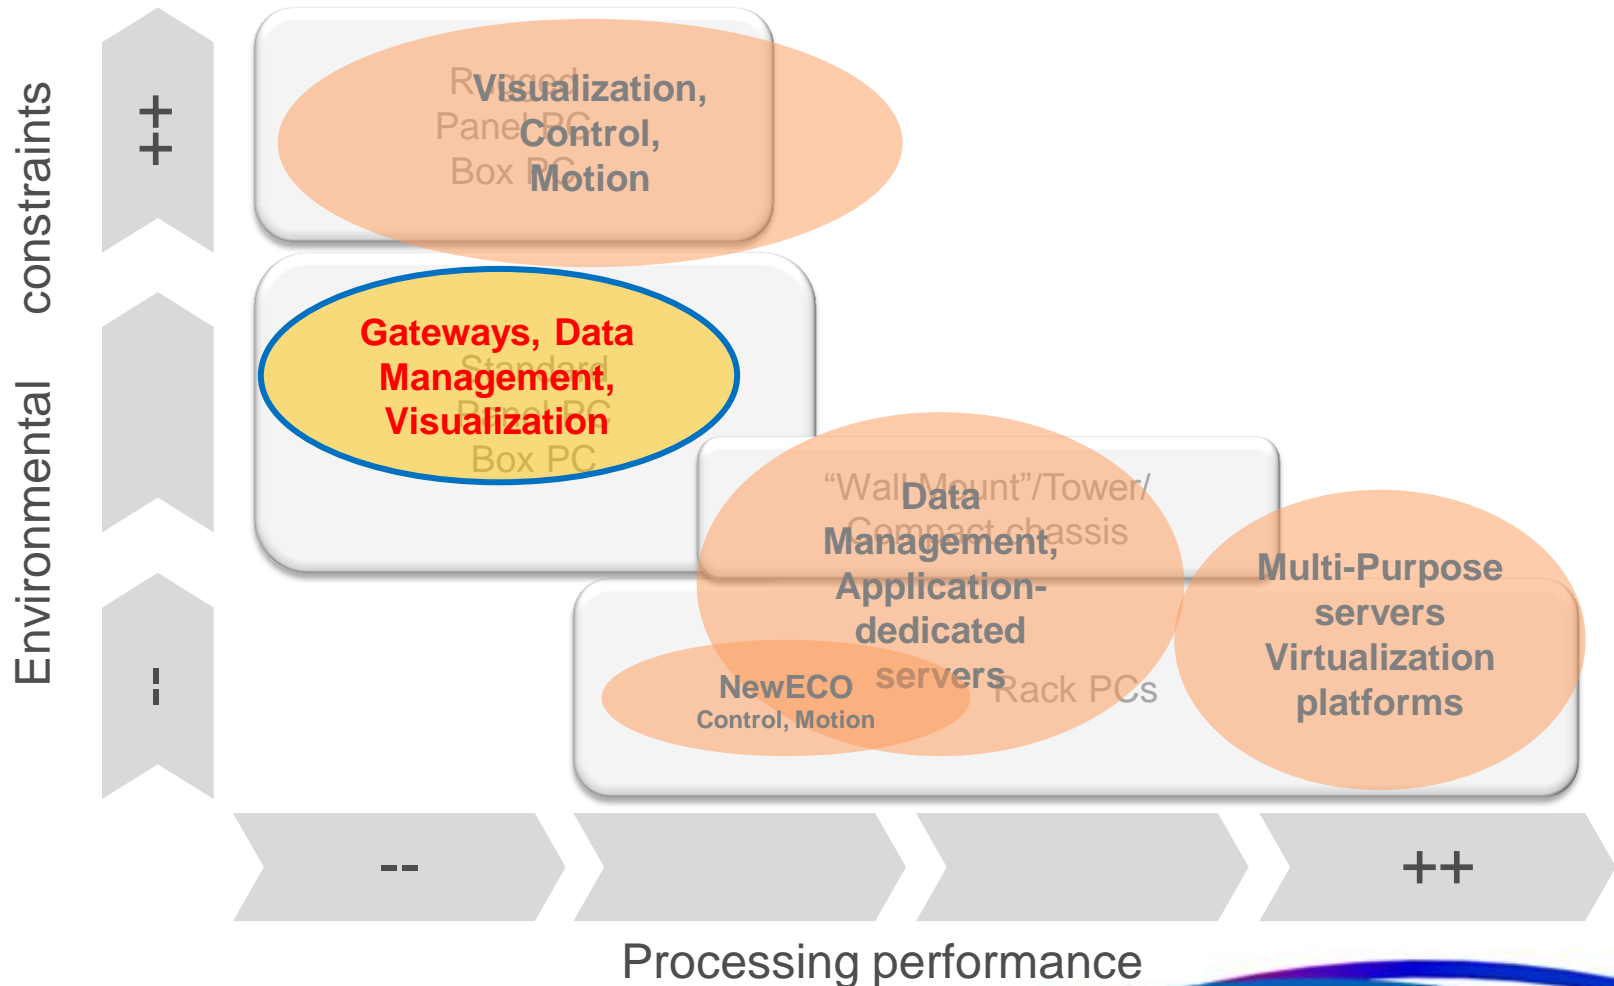 Environmental constraints
++
--
Rugged
Panel PC
Box PC
Visualization,
Control,
Motion
Standard
Panel PC
Box PC
Gateways, Data
Management,
Visualization
“Wall Mount”/Tower/
Compact chassis
Data
Management,
Application-
dedicated
servers
Rack PCs
NewECO
Control, Motion
Multi-Purpose
servers
Virtualization
platforms
--
++
Processing performance